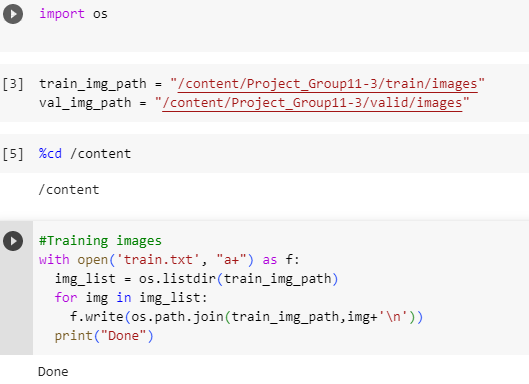 import os
[3] train_img_path = "/content/Project_Group11-3/train/images"
val_img_path = "/content/Project_Group11-3/valid/images"
[5] %cd /content
/content
#Training images
with open('train.txt', "a+") as f:
  img_list = os.listdir(train_img_path)
  for img in img_list:
    f.write(os.path.join(train_img_path,img+'\n'))
  print("Done")
Done